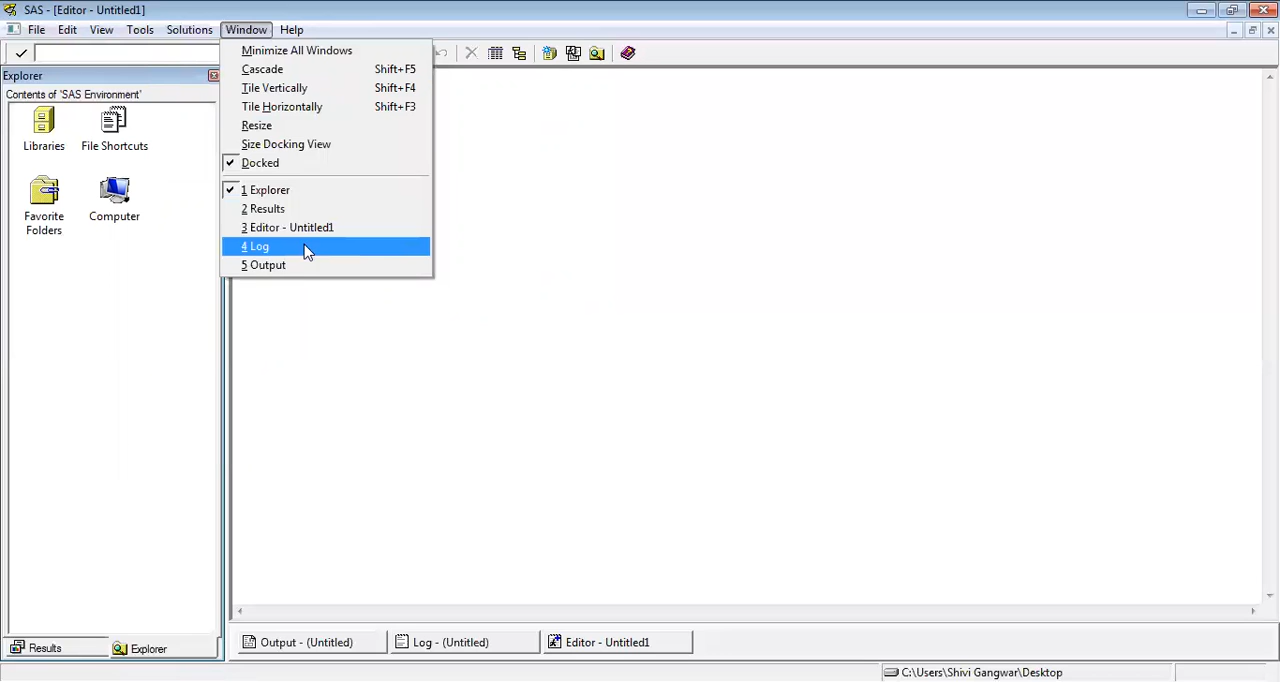 SAS - [Editor - Untitled1]
File Edit View Tools Solutions Window Help
Minimize All Windows
Cascade Shift+F5
Tile Vertically Shift+F4
Tile Horizontally Shift+F3
Resize
Size Docking View
Docked
1 Explorer
2 Results
3 Editor - Untitled1
4 Log
5 Output
Explorer
Contents of 'SAS Environment'
Libraries File Shortcuts
Favorite Folders Computer
Results Explorer
Output - (Untitled) Log - (Untitled) Editor - Untitled1
C:\Users\Shivi Gangwar\Desktop